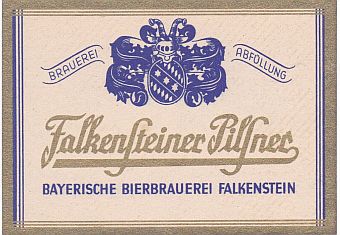 BRAUEREI ABFÜLLUNG
Falkensteiner Pilsner
BAYERISCHE BIERBRAUEREI FALKENSTEIN